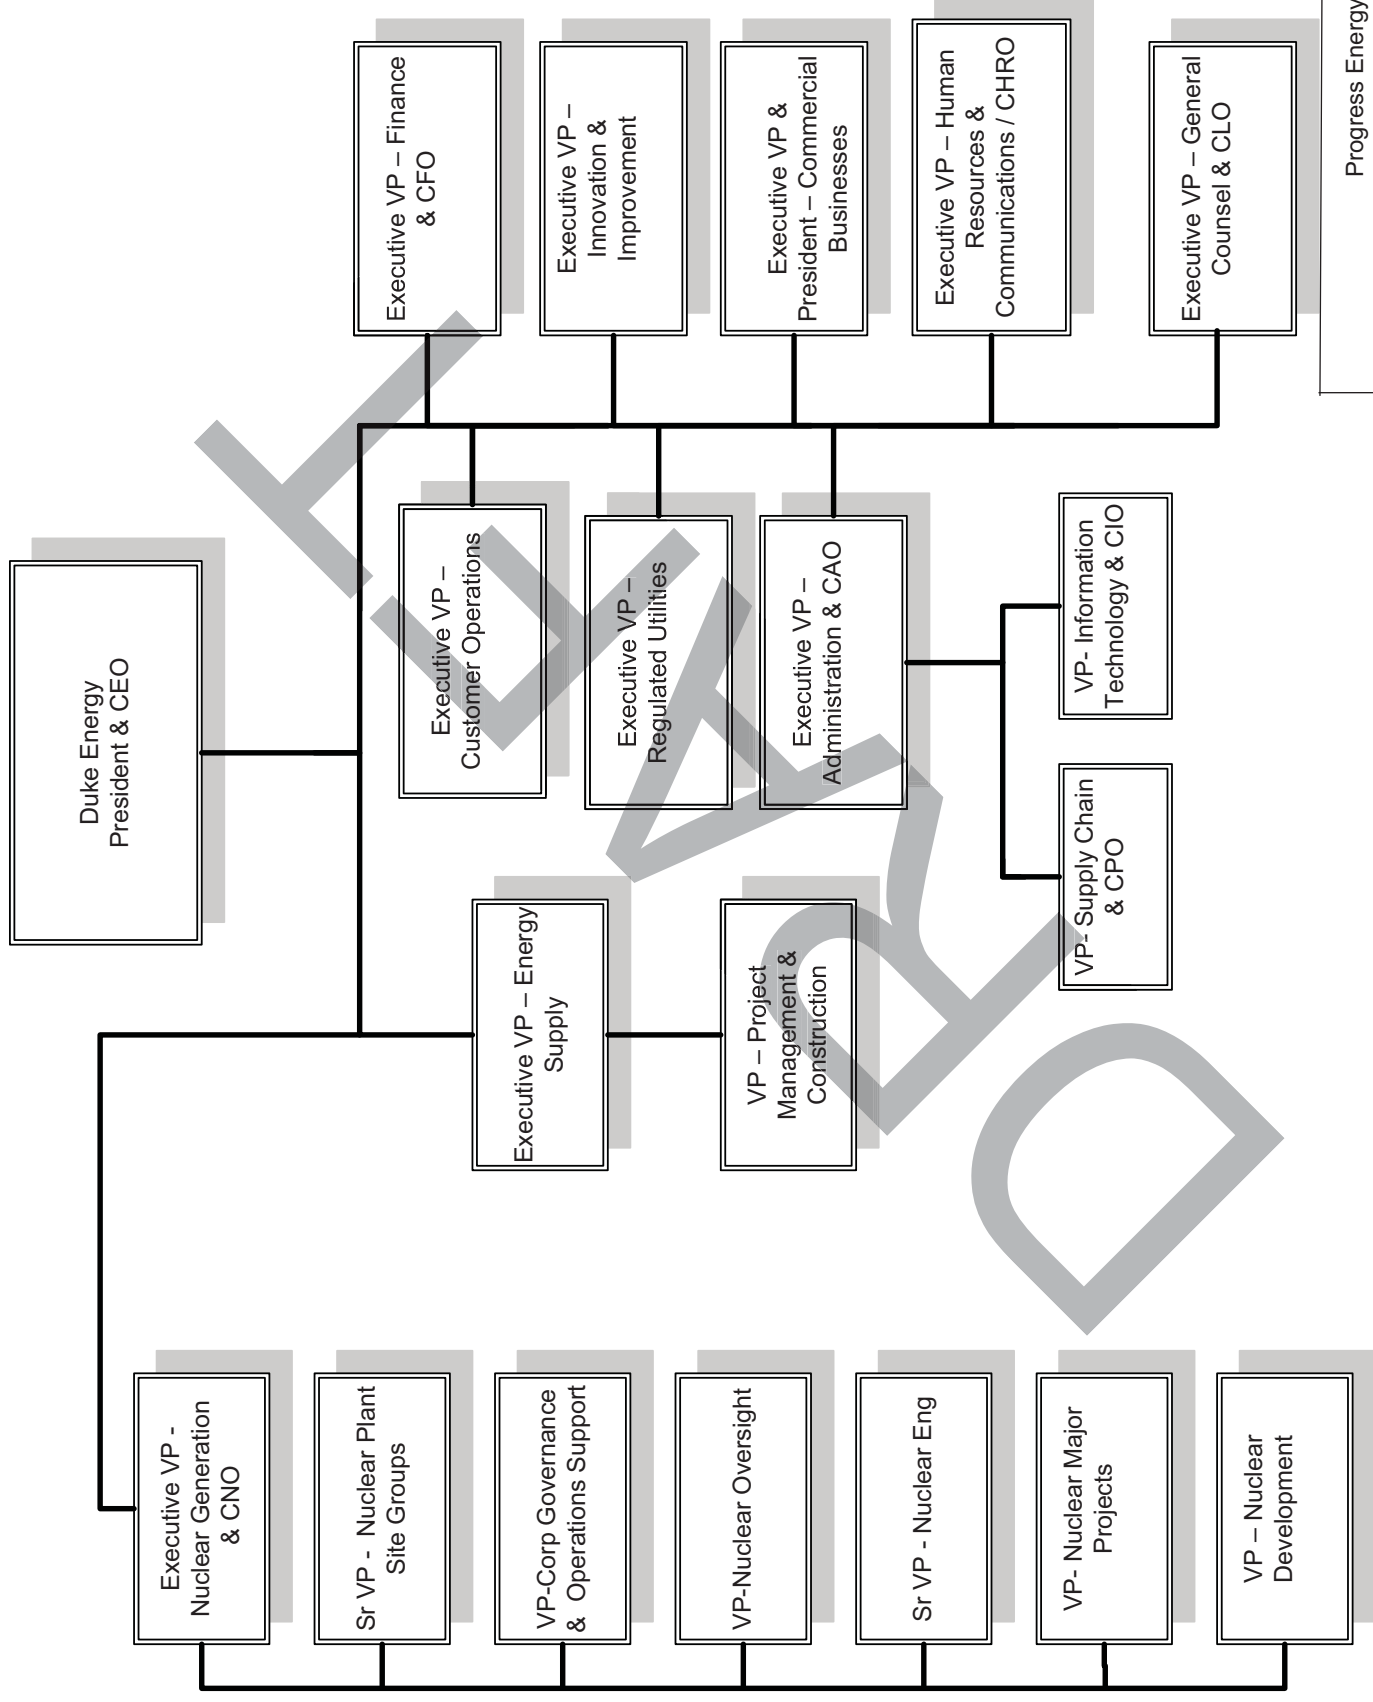 Duke Energy
President & CEO
Executive VP -
Nuclear Generation
& CNO
Sr VP -  Nuclear Plant
Site Groups
VP-Corp Governance
&  Operations Support
VP-Nuclear Oversight
Sr VP - Nuclear Eng
VP- Nuclear Major
Projects
VP – Nuclear
Development
Executive VP – Energy
Supply
VP – Project
Management &
Construction
Executive VP –
Customer Operations
Executive VP –
Regulated Utilities
Executive VP –
Administration & CAO
VP- Supply Chain
& CPO
VP- Information
Technology & CIO
Executive VP – Finance
& CFO
Executive VP –
Innovation &
Improvement
Executive VP &
President – Commercial
Businesses
Executive VP – Human
Resources &
Communications / CHRO
Executive VP – General
Counsel & CLO
Progress Energy
DRAFT